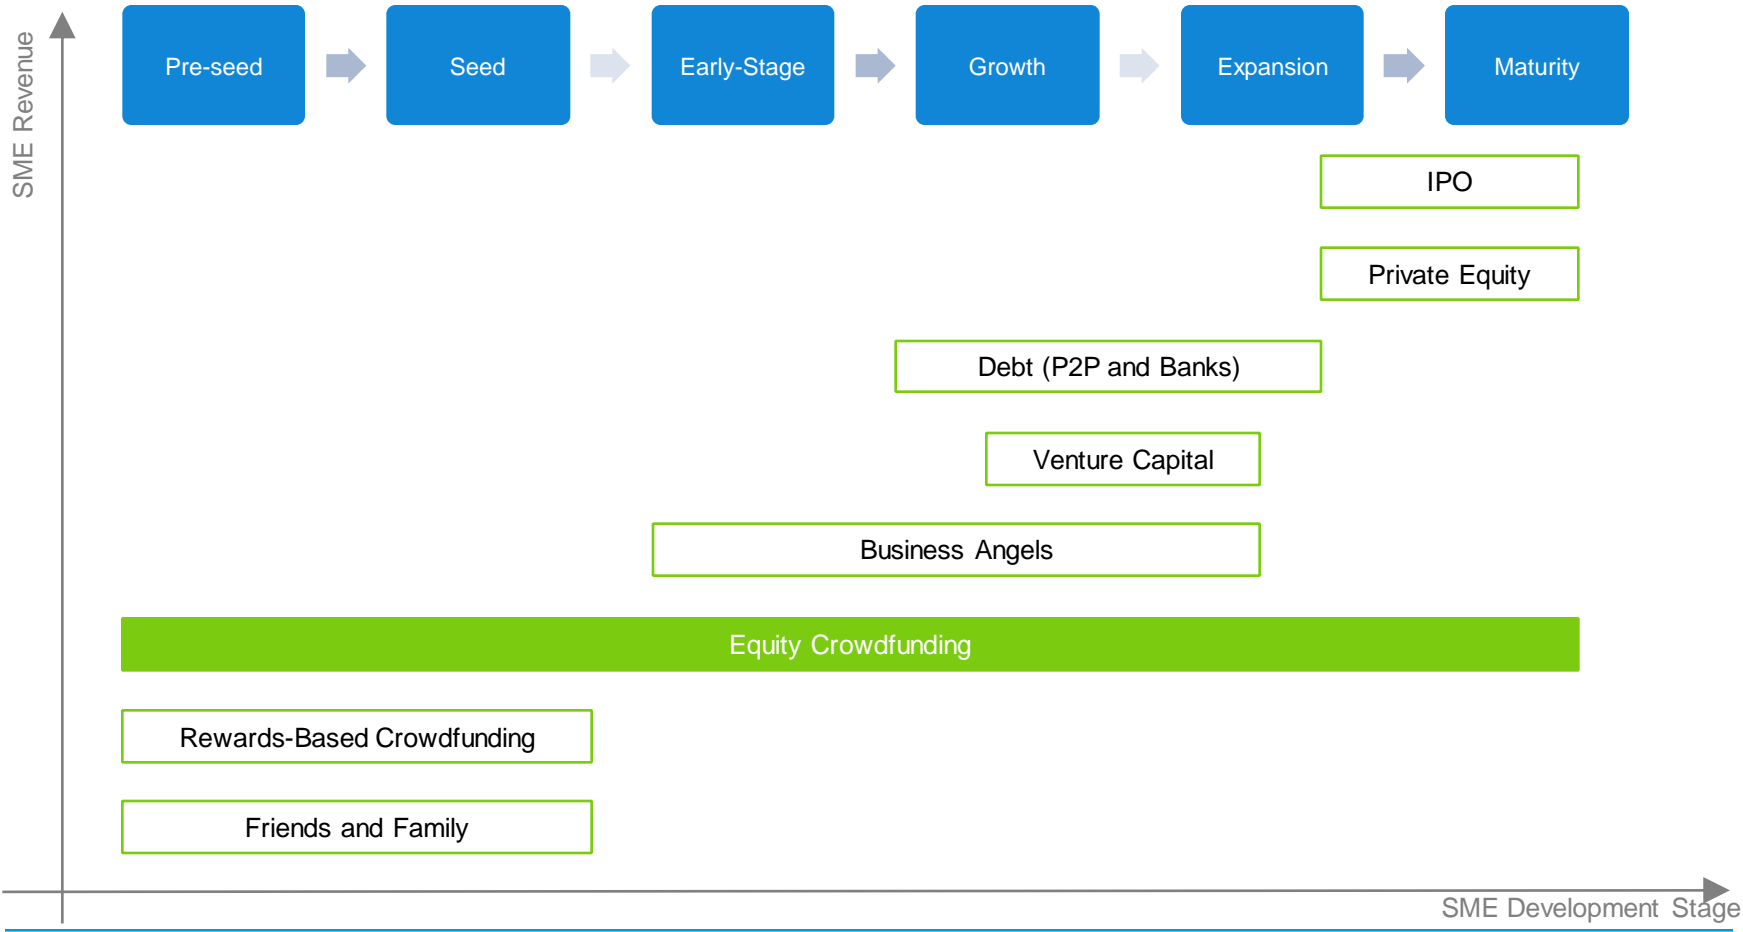 SME Revenue
Pre-seed
Seed
Early-Stage
Growth
Expansion
Maturity
IPO
Private Equity
Debt (P2P and Banks)
Venture Capital
Business Angels
Equity Crowdfunding
Rewards-Based Crowdfunding
Friends and Family
SME Development Stage